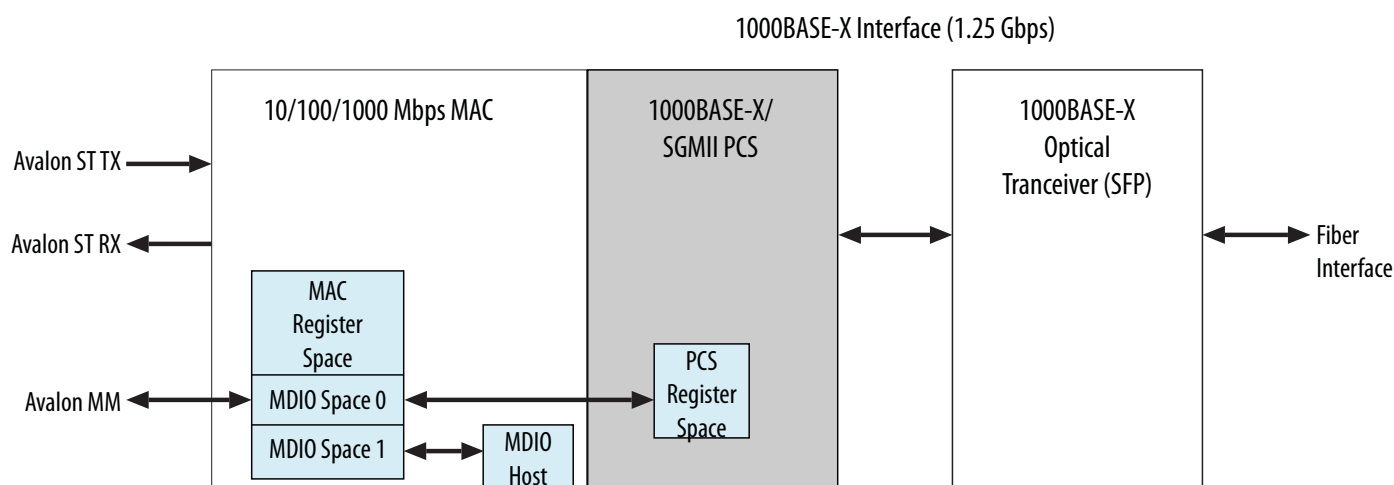 1000BASE-X Interface (1.25 Gbps)
10/100/1000 Mbps MAC
1000BASE-X/
SGMII PCS
1000BASE-X
Optical
Tranceiver (SFP)
Avalon ST TX
Avalon ST RX
Fiber
Interface
MAC
Register
Space
Avalon MM
MDIO Space 0
MDIO Space 1
MDIO
Host
PCS
Register
Space